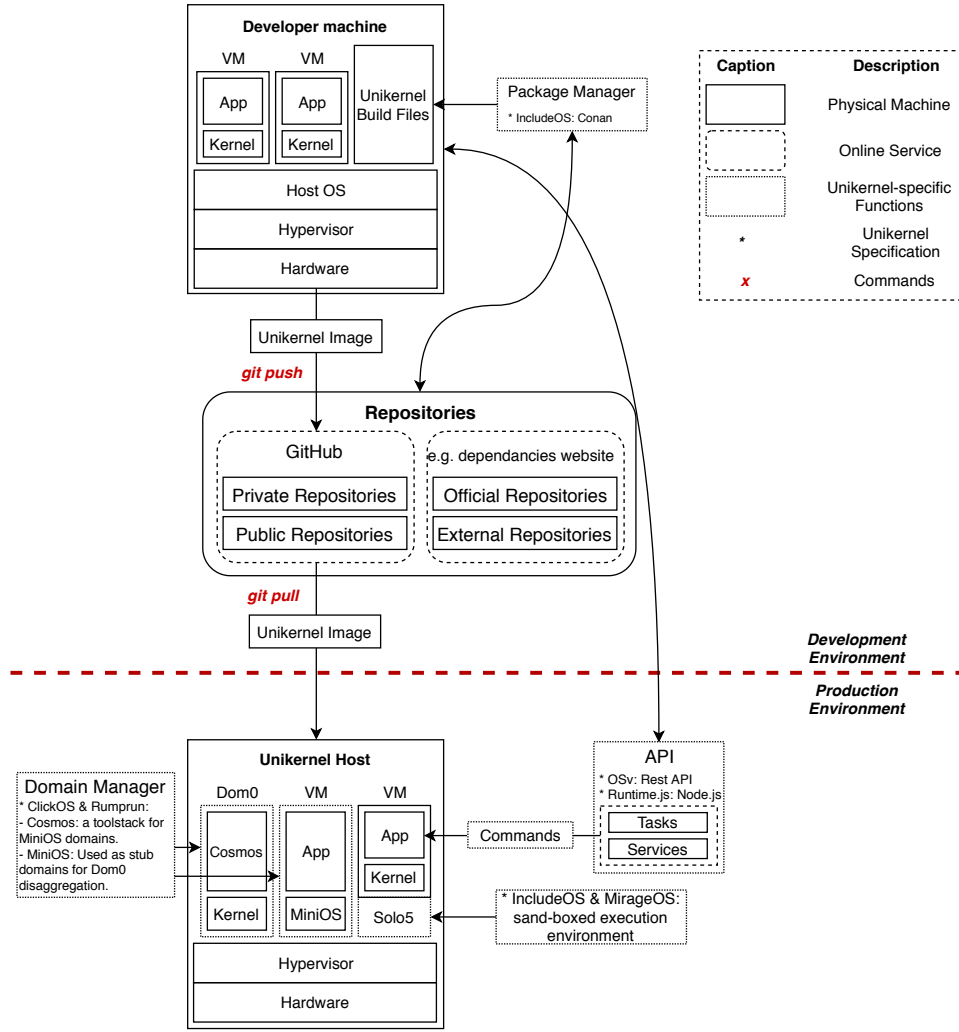 Developer machine
VM
VM
App
App
Kernel
Kernel
Unikernel
Build Files
Host OS
Hypervisor
Hardware
Package Manager
* IncludeOS: Conan
Caption
Description
Physical Machine
Online Service
Unikernel-specific
Functions
*
Unikernel
Specification
x
Commands
Unikernel Image
git push
Repositories
GitHub
Private Repositories
Public Repositories
e.g. dependancies website
Official Repositories
External Repositories
git pull
Unikernel Image
Development
Environment
Production
Environment
Unikernel Host
Dom0
VM
VM
Cosmos
Kernel
App
MiniOS
App
Kernel
Solo5
Hypervisor
Hardware
Domain Manager
* ClickOS & Rumprun:
- Cosmos: a toolstack for
MiniOS domains.
- MiniOS: Used as stub
domains for Dom0
disaggregation.
Commands
API
* OSv: Rest API
* Runtime.js: Node.js
Tasks
Services
* IncludeOS & MirageOS:
sand-boxed execution
environment